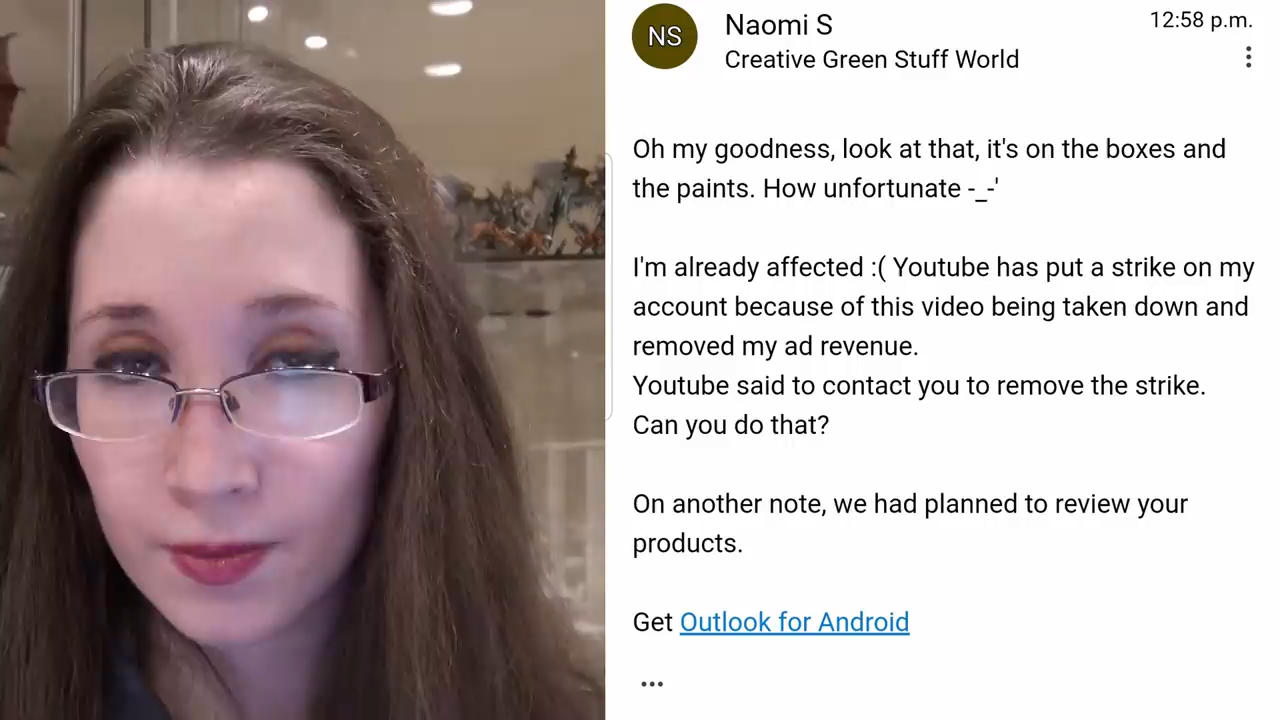 NS
Naomi S
12:58 p.m.
Creative Green Stuff World
Oh my goodness, look at that, it's on the boxes and
the paints. How unfortunate -_-'
I'm already affected :( Youtube has put a strike on my
account because of this video being taken down and
removed my ad revenue.
Youtube said to contact you to remove the strike.
Can you do that?
On another note, we had planned to review your
products.
Get Outlook for Android
...